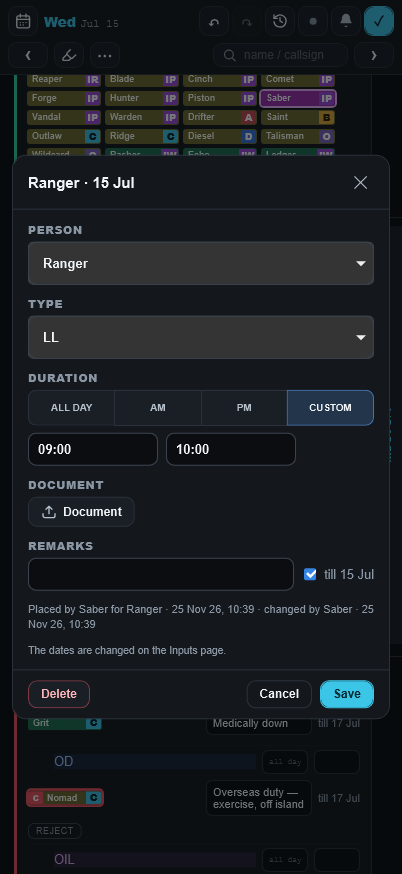 Wed Jul 15
name / callsign
Reaper IR Blade IP Cinch IP Comet IP
Forge IP Hunter IP Piston IP Saber IP
Vandal IP Warden IP Drifter A Saint B
Outlaw C Ridge C Diesel D Talisman O
Ranger · 15 Jul
PERSON
Ranger
TYPE
LL
DURATION
ALL DAY AM PM CUSTOM
09:00 10:00
DOCUMENT
Document
REMARKS
till 15 Jul
Placed by Saber for Ranger · 25 Nov 26, 10:39 · changed by Saber · 25
Nov 26, 10:39
The dates are changed on the Inputs page.
Delete Cancel Save
Grit C Medically down till 17 Jul
OD all day
C Nomad C Overseas duty —
exercise, off island till 17 Jul
REJECT
OIL all day